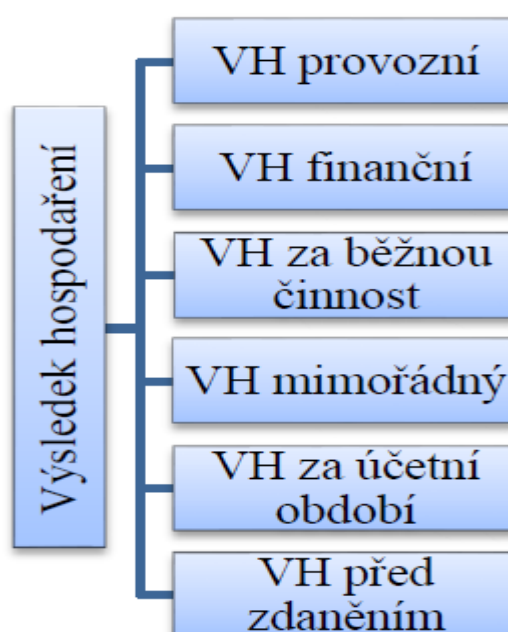 Výsledek hospodaření
VH provozní
VH finanční
VH za běžnou
činnost
VH mimořádný
VH za účetní
období
VH před
zdaněním